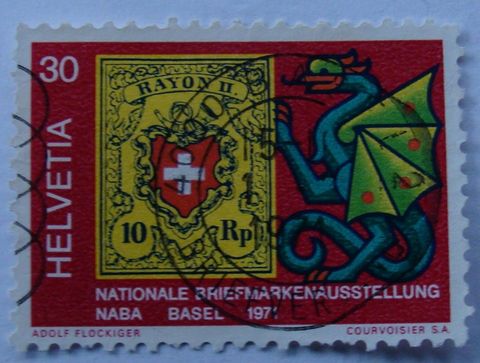 30
HELVETIA
RAYON II
10 Rp
NATIONALE BRIEFMARKENAUSSTELLUNG
NABA BASEL 1971
ADOLF FLÜCKIGER COURVOISIER S.A.